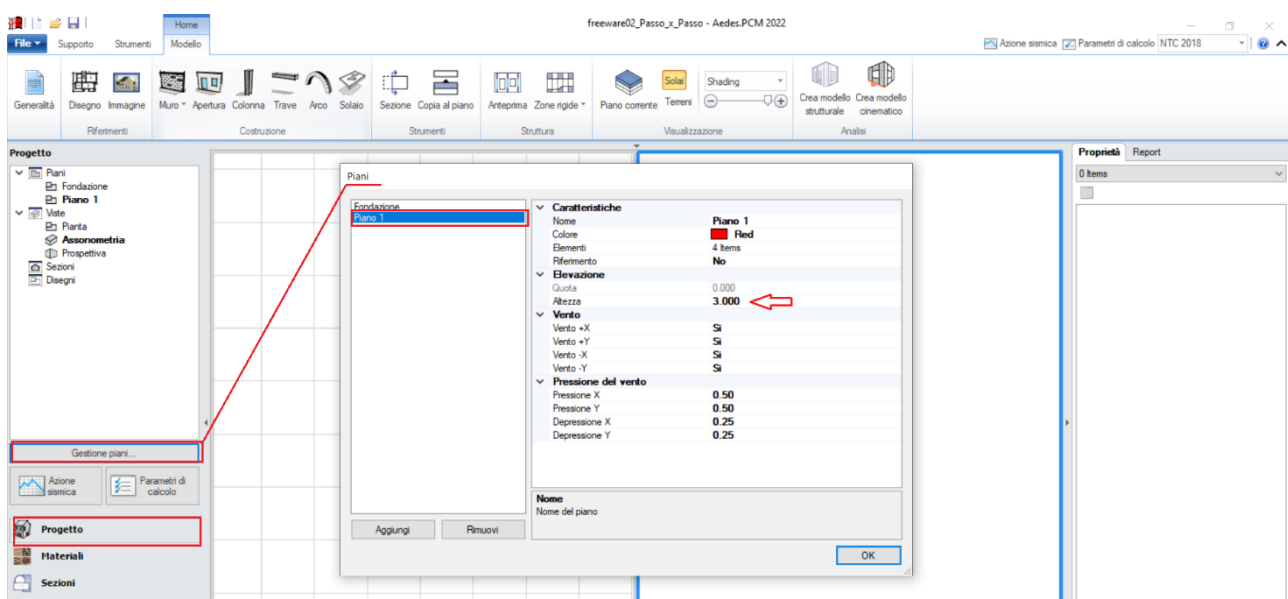 freeware02_Passo_x_Passo - Aedes.PCM 2022
Home
File Supporto Strumenti Modello
Azione sismica Parametri di calcolo NTC 2018
Generalità Disegno Immagine Muro Apertura Colonna Trave Arco Solaio Sezione Copia al piano Anteprima Zone rigide Piano corrente Solai Terreni Shading Crea modello strutturale Crea modello cinematico
Riferimenti Costruzione Strumenti Struttura Visualizzazione Analisi
Progetto
Piani
Fondazione
Piano 1
Viste
Pianta
Assonometria
Prospettiva
Sezioni
Disegni
Gestione piani...
Azione sismica
Parametri di calcolo
Progetto
Materiali
Sezioni
Piani
Fondazione
Piano 1
Aggiungi Rimuovi
Caratteristiche
Nome Piano 1
Colore Red
Elementi 4 Items
Riferimento No
Elevazione
Quota 0.000
Altezza 3.000
Vento
Vento +X Sì
Vento +Y Sì
Vento -X Sì
Vento -Y Sì
Pressione del vento
Pressione X 0.50
Pressione Y 0.50
Depressione X 0.25
Depressione Y 0.25
Nome
Nome del piano
OK
Proprietà Report
0 Items